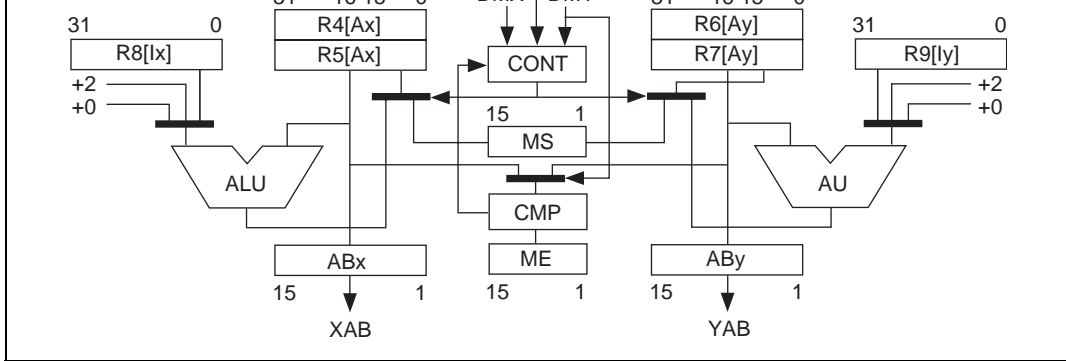 31 0
R8[Ix]
+2
+0
R4[Ax]
R5[Ax]
CONT
R6[Ay]
R7[Ay]
31 0
R9[Iy]
+2
+0
15 1
MS
ALU
AU
CMP
ABx
ME
ABy
15 1
15 1
15 1
XAB
YAB